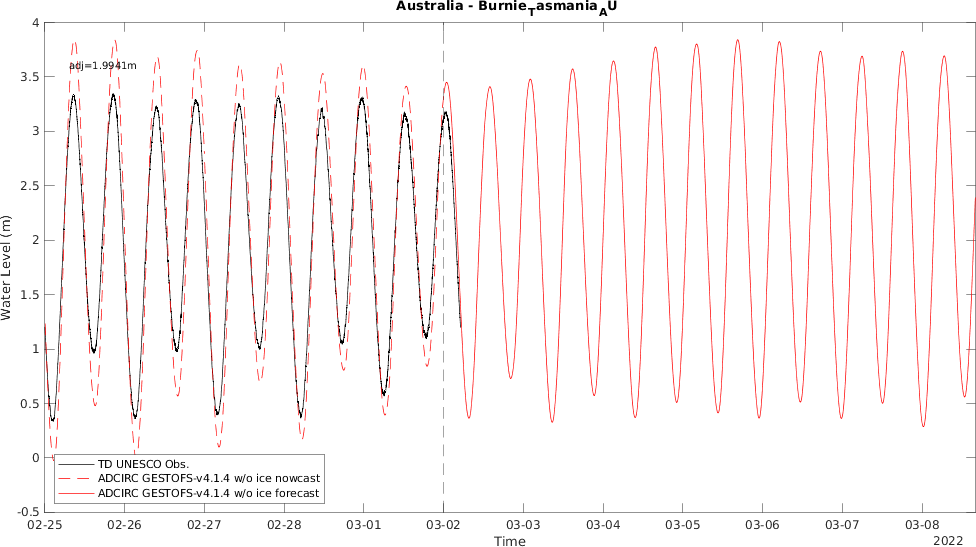 Australia - Burnie_Tasmania_AU
4
adj=1.9941m
3.5
3
2.5
2
1.5
1
0.5
0
-0.5
Water Level (m)
TD UNESCO Obs.
ADCIRC GESTOFS-v4.1.4 w/o ice nowcast
ADCIRC GESTOFS-v4.1.4 w/o ice forecast
02-25 02-26 02-27 02-28 03-01 03-02 03-03 03-04 03-05 03-06 03-07 03-08
Time
2022